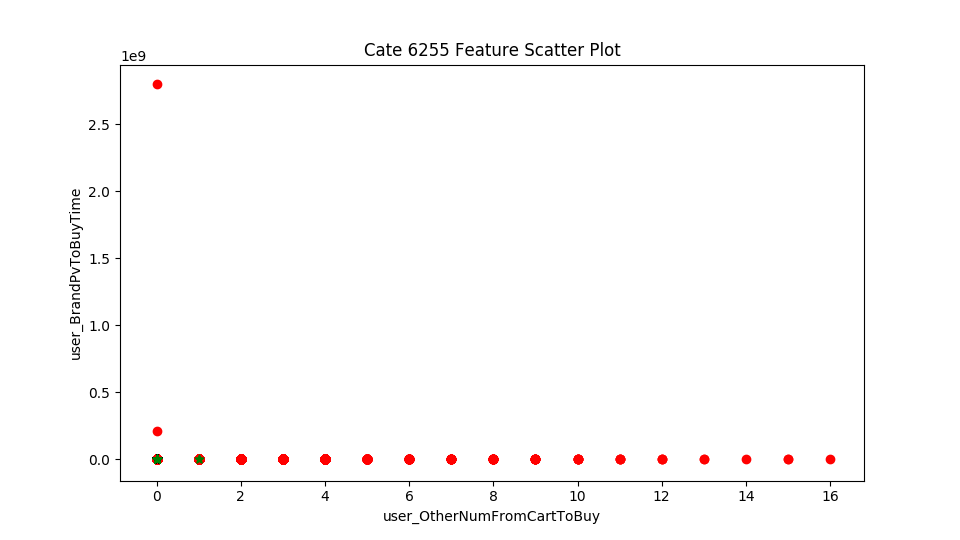 Cate 6255 Feature Scatter Plot
1e9
2.5
2.0
1.5
1.0
0.5
0.0
user_BrandPvToBuyTime
0 2 4 6 8 10 12 14 16
user_OtherNumFromCartToBuy